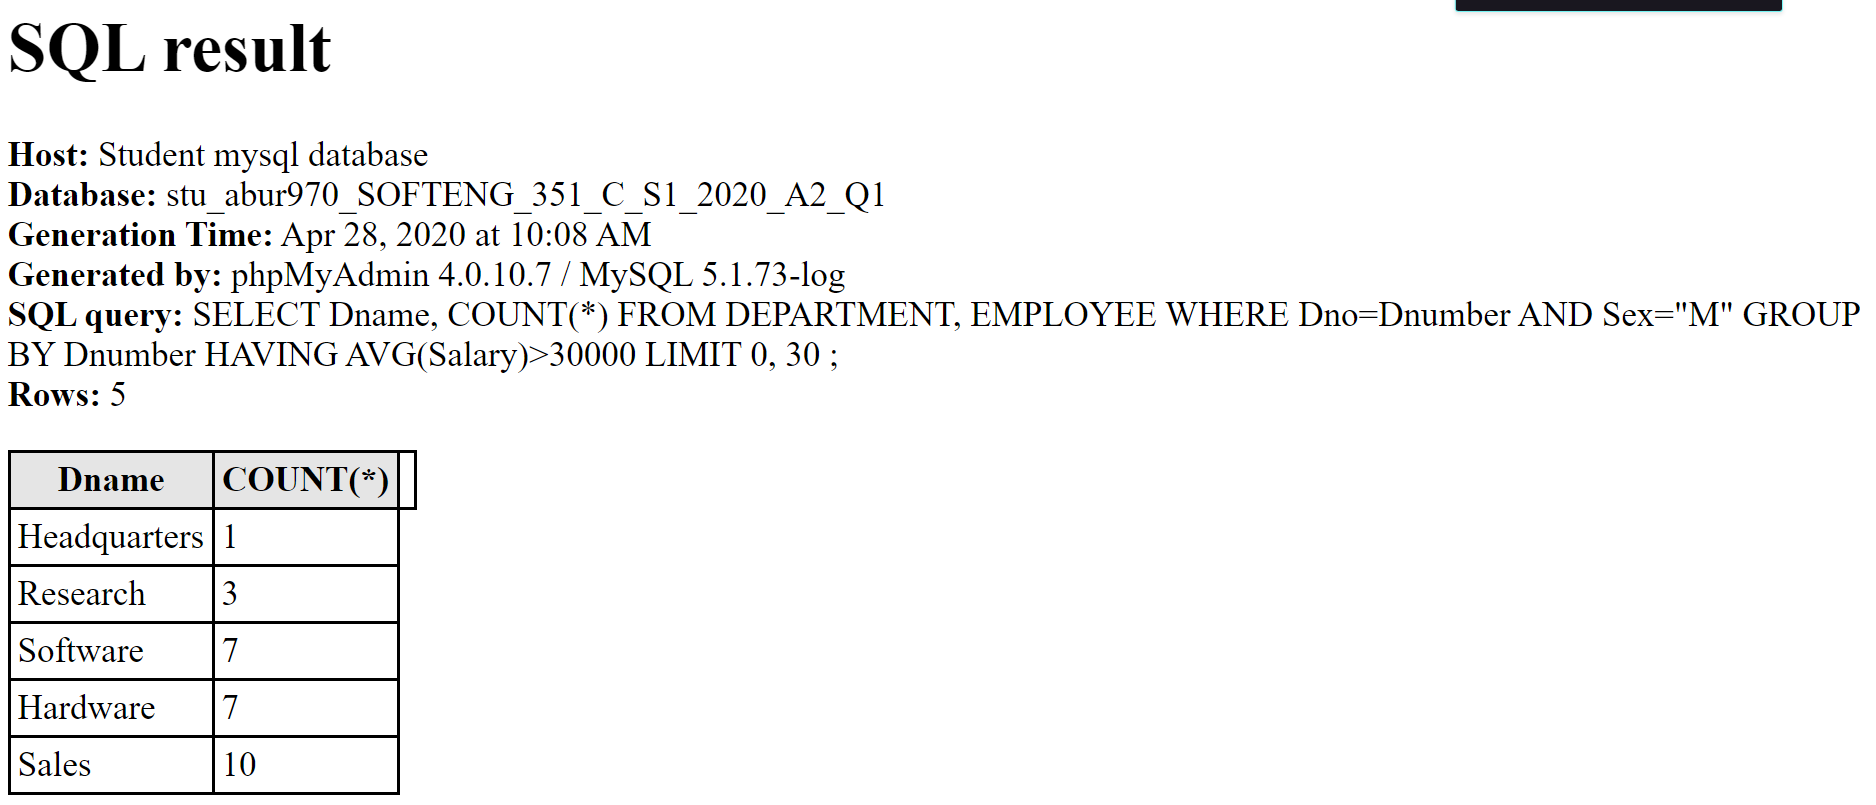 SQL result
Host: Student mysql database
Database: stu_abur970_SOFTENG_351_C_S1_2020_A2_Q1
Generation Time: Apr 28, 2020 at 10:08 AM
Generated by: phpMyAdmin 4.0.10.7 / MySQL 5.1.73-log
SQL query: SELECT Dname, COUNT(*) FROM DEPARTMENT, EMPLOYEE WHERE Dno=Dnumber AND Sex="M" GROUP
BY Dnumber HAVING AVG(Salary)>30000 LIMIT 0, 30 ;
Rows: 5
Dname COUNT(*)
Headquarters 1
Research 3
Software 7
Hardware 7
Sales 10